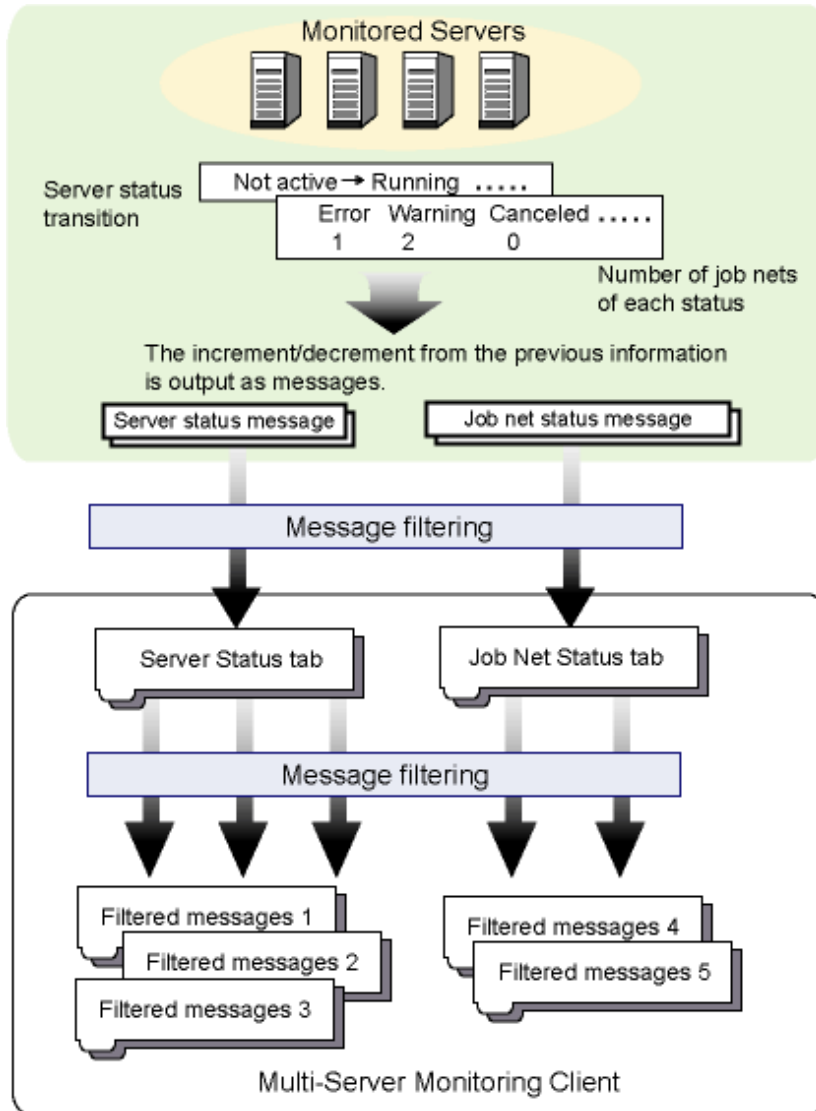 Monitored Servers
Server status
transition
Not active → Running .....
Error Warning Canceled .....
1 2 0
Number of job nets
of each status
The increment/decrement from the previous information
is output as messages.
Server status message
Job net status message
Message filtering
Server Status tab
Job Net Status tab
Message filtering
Filtered messages 1
Filtered messages 2
Filtered messages 3
Filtered messages 4
Filtered messages 5
Multi-Server Monitoring Client